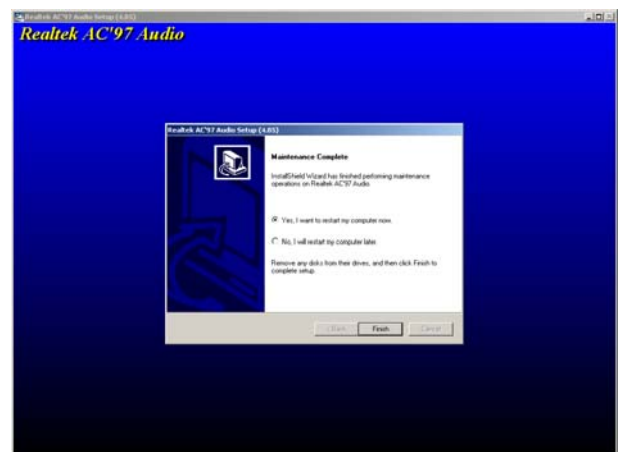 Realtek AC'97 Audio Setup (4.85)
Realtek AC'97 Audio
Realtek AC'97 Audio Setup (4.85)
Maintenance Complete
InstallShield Wizard has finished performing maintenance
operations on Realtek AC'97 Audio.
Yes, I want to restart my computer now.
No, I will restart my computer later.
Remove any disks from their drives, and then click Finish to
complete setup.
< Back
Finish
Cancel